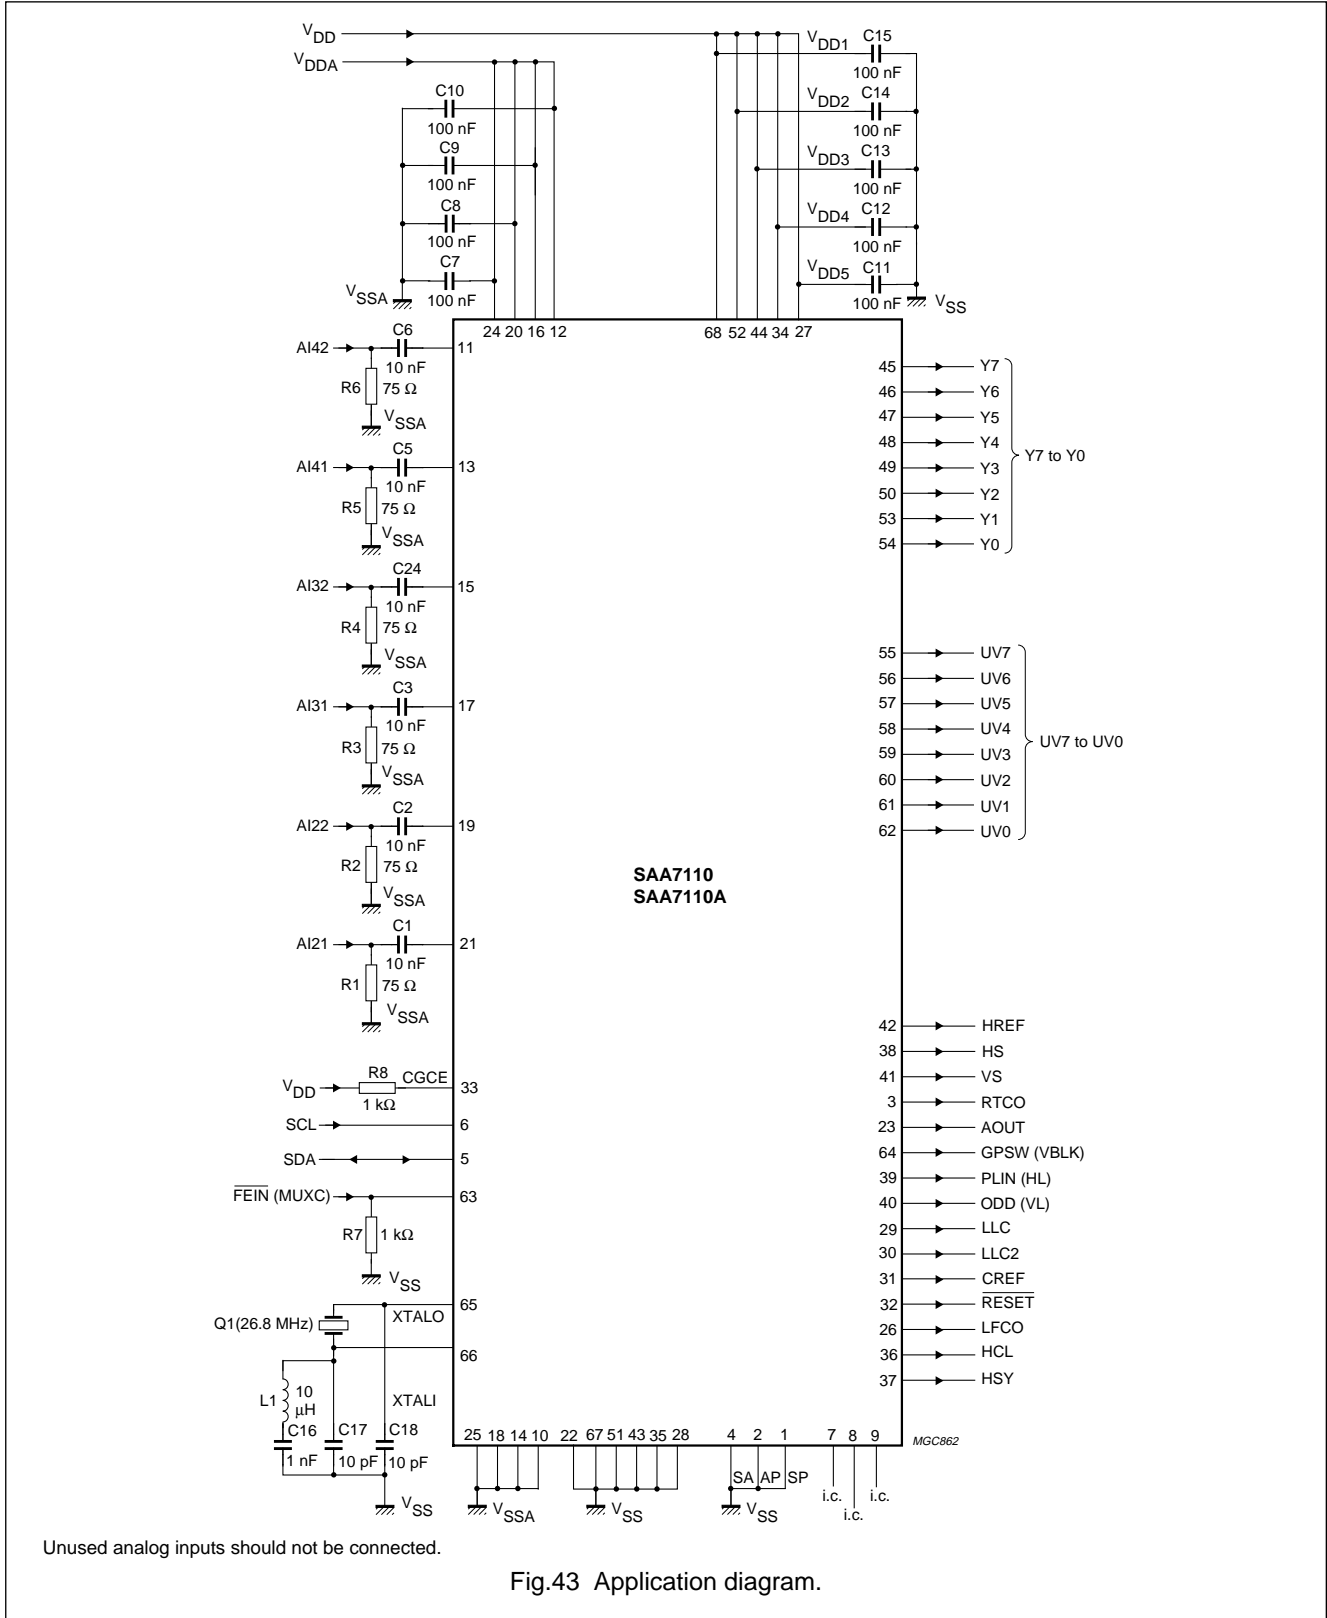 VDD
VDDA
C10
100 nF
C9
100 nF
C8
100 nF
C7
100 nF
VSSA
VDD1 C15
100 nF
VDD2 C14
100 nF
VDD3 C13
100 nF
VDD4 C12
100 nF
VDD5 C11
100 nF
VSS
24 20 16 12
68 52 44 34 27
AI42 C6 11
10 nF
R6 75 Ω
VSSA
AI41 C5 13
10 nF
R5 75 Ω
VSSA
AI32 C24 15
10 nF
R4 75 Ω
VSSA
AI31 C3 17
10 nF
R3 75 Ω
VSSA
AI22 C2 19
10 nF
R2 75 Ω
VSSA
AI21 C1 21
10 nF
R1 75 Ω
VSSA
VDD R8 CGCE 33
1 kΩ
SCL 6
SDA 5
FEIN (MUXC) 63
R7 1 kΩ
VSS
65
XTALO
Q1(26.8 MHz)
66
L1 10 μH
XTALI
C16 C17 C18
1 nF 10 pF 10 pF
VSS
SAA7110
SAA7110A
45 Y7
46 Y6
47 Y5
48 Y4
49 Y3
50 Y2
53 Y1
54 Y0
Y7 to Y0
55 UV7
56 UV6
57 UV5
58 UV4
59 UV3
60 UV2
61 UV1
62 UV0
UV7 to UV0
42 HREF
38 HS
41 VS
3 RTCO
23 AOUT
64 GPSW (VBLK)
39 PLIN (HL)
40 ODD (VL)
29 LLC
30 LLC2
31 CREF
32 RESET
26 LFCO
36 HCL
37 HSY
25 18 14 10
22 67 51 43 35 28
4 2 1
7 8 9
MGC862
SA AP SP
VSSA
VSS
VSS
i.c.
i.c.
i.c.
Unused analog inputs should not be connected.
Fig.43 Application diagram.